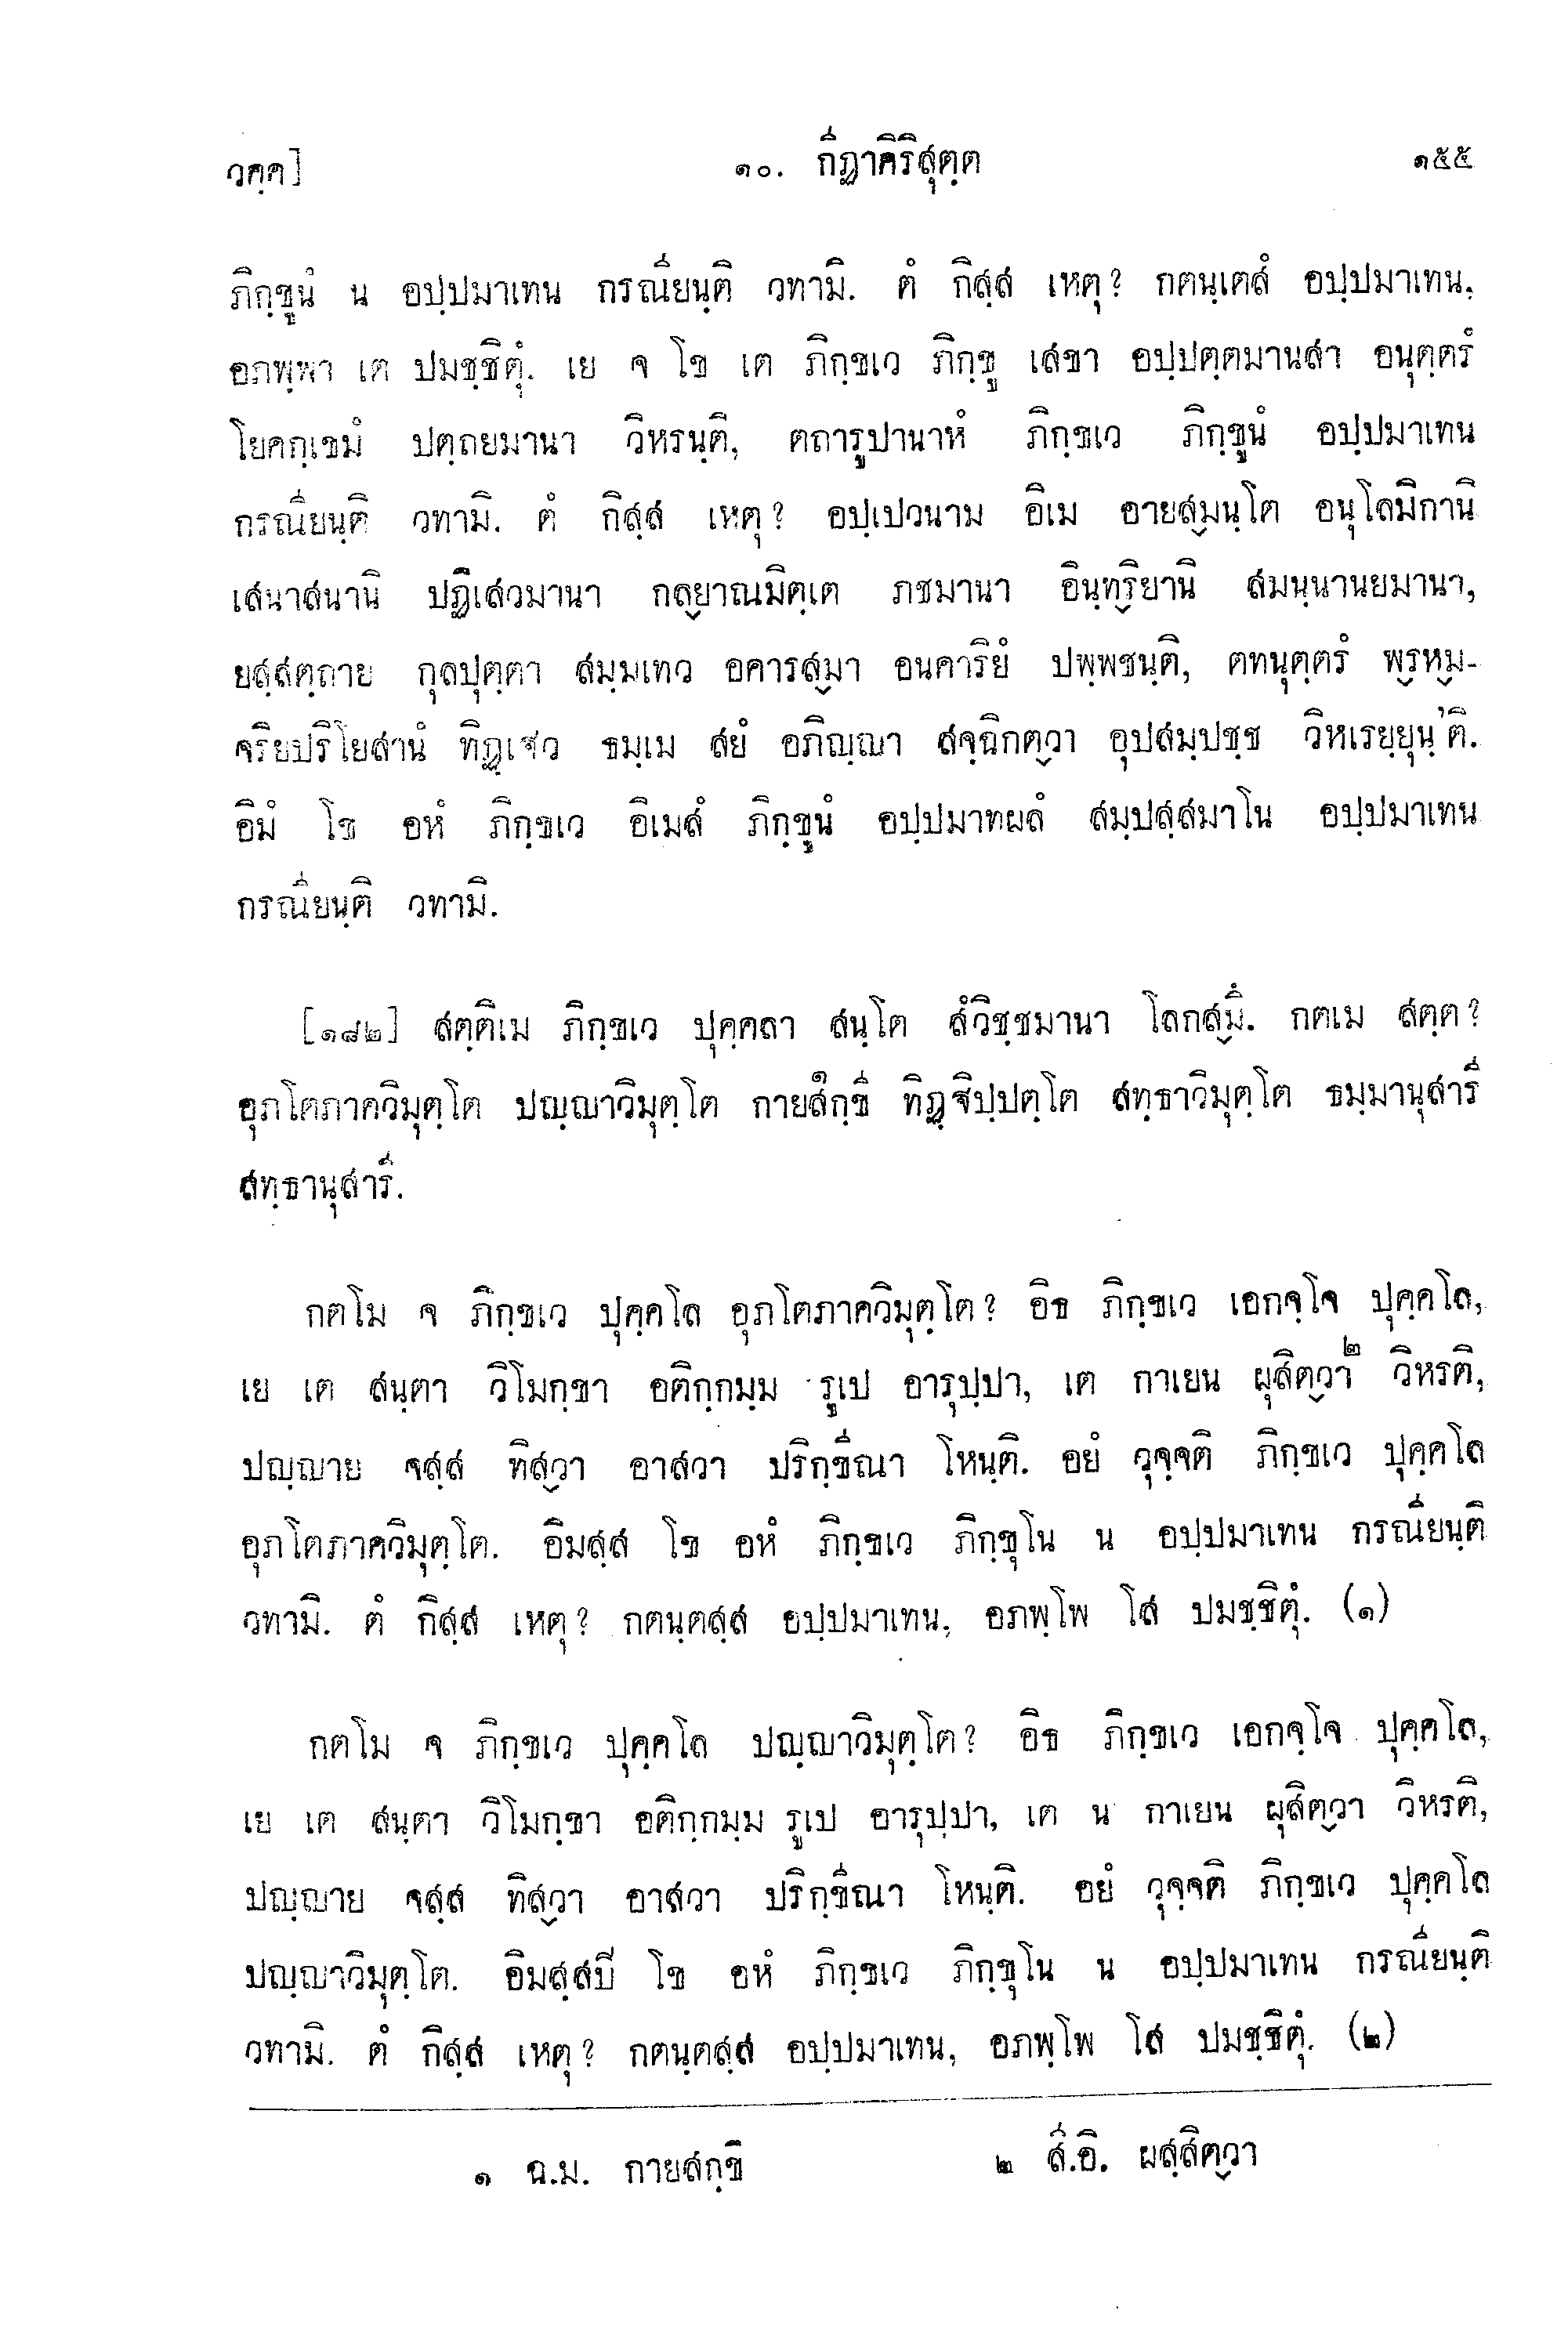 วคฺค] ๑๐. กีฏาคิริสุตฺต ๑๕๕
ภิกฺขูนํ น อปฺปมาเทน กรณียนฺติ วทามิ. ตํ กิสฺส เหตุ? กตนฺเตสํ อปฺปมาเทน,
อภพฺพา เต ปมชฺชิตุํ. เย จ โข เต ภิกฺขเว ภิกฺขู เสขา อปฺปตฺตมานสา อนุตฺตรํ
โยคกฺเขมํ ปตฺถยมานา วิหรนฺติ, ตถารูปานาหํ ภิกฺขเว ภิกฺขูนํ อปฺปมาเทน
กรณียนฺติ วทามิ. ตํ กิสฺส เหตุ? อปฺเปวนาม อิเม อายสฺมนฺโต อนุโลมิกานิ
เสนาสนานิ ปฏิเสวมานา กลฺยาณมิตฺเต ภชมานา อินฺทฺริยานิ สมนฺนานยมานา,
ยสฺสตฺถาย กุลปุตฺตา สมฺมเทว อคารสฺมา อนคาริยํ ปพฺพชนฺติ, ตทนุตฺตรํ พฺรหฺม-
จริยปริโยสานํ ทิฏฺเฐว ธมฺเม สยํ อภิญฺญา สจฺฉิกตฺวา อุปสมฺปชฺช วิหเรยฺยุนฺ'ติ.
อิมํ โข อหํ ภิกฺขเว อิเมสํ ภิกฺขูนํ อปฺปมาทผลํ สมฺปสฺสมาโน อปฺปมาเทน
กรณียนฺติ วทามิ.
[๑๘๒] สตฺติเม ภิกฺขเว ปุคฺคลา สนฺโต สํวิชฺชมานา โลกสฺมึ. กตเม สตฺต?
อุภโตภาควิมุตฺโต ปญฺญาวิมุตฺโต กายสกฺขี๑ ทิฏฺฐิปฺปตฺโต สทฺธาวิมุตฺโต ธมฺมานุสารี
สทฺธานุสารี.
กตโม จ ภิกฺขเว ปุคฺคโล อุภโตภาควิมุตฺโต? อิธ ภิกฺขเว เอกจฺโจ ปุคฺคโล,
เย เต สนฺตา วิโมกฺขา อติกฺกมฺม รูเป อารุปฺปา, เต กาเยน ผุสิตฺวา๒ วิหรติ,
ปญฺญาย จสฺส ทิสฺวา อาสวา ปริกฺขีณา โหนฺติ. อยํ วุจฺจติ ภิกฺขเว ปุคฺคโล
อุภโตภาควิมุตฺโต. อิมสฺส โข อหํ ภิกฺขเว ภิกฺขุโน น อปฺปมาเทน กรณียนฺติ
วทามิ. ตํ กิสฺส เหตุ? กตนฺตสฺส อปฺปมาเทน, อภพฺโพ โส ปมชฺชิตุํ. (๑)
กตโม จ ภิกฺขเว ปุคฺคโล ปญฺญาวิมุตฺโต? อิธ ภิกฺขเว เอกจฺโจ ปุคฺคโล,
เย เต สนฺตา วิโมกฺขา อติกฺกมฺม รูเป อารุปฺปา, เต น กาเยน ผุสิตฺวา วิหรติ,
ปญฺญาย จสฺส ทิสฺวา อาสวา ปริกฺขีณา โหนฺติ. อยํ วุจฺจติ ภิกฺขเว ปุคฺคโล
ปญฺญาวิมุตฺโต. อิมสฺสปิ โข อหํ ภิกฺขเว ภิกฺขุโน น อปฺปมาเทน กรณียนฺติ
วทามิ. ตํ กิสฺส เหตุ? กตนฺตสฺส อปฺปมาเทน, อภพฺโพ โส ปมชฺชิตุํ. (๒)
๑ ฉ.ม. กายสกฺขิ ๒ สี.อิ. ผสฺสิตฺวา